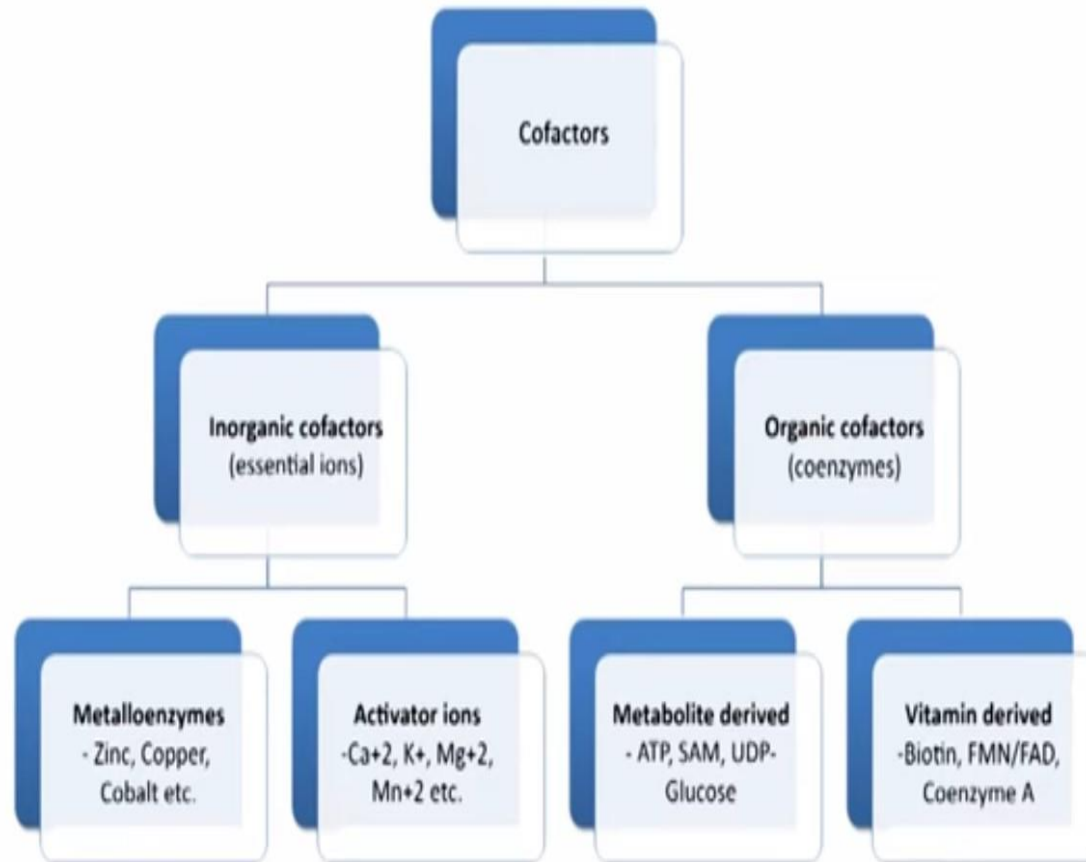 Cofactors
Inorganic cofactors
(essential ions)
Organic cofactors
(coenzymes)
Metalloenzymes
- Zinc, Copper,
Cobalt etc.
Activator ions
-Ca+2, K+, Mg+2,
Mn+2 etc.
Metabolite derived
- ATP, SAM, UDP-
Glucose
Vitamin derived
-Biotin, FMN/FAD,
Coenzyme A